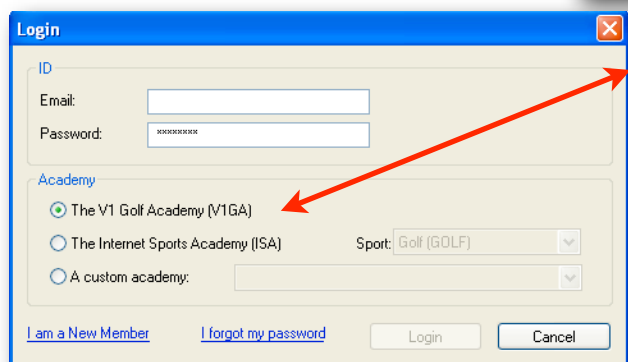 Login
ID
Email:
Password: ********
Academy
The V1 Golf Academy (V1GA)
The Internet Sports Academy (ISA) Sport: Golf (GOLF)
A custom academy:
I am a New Member I forgot my password Login Cancel